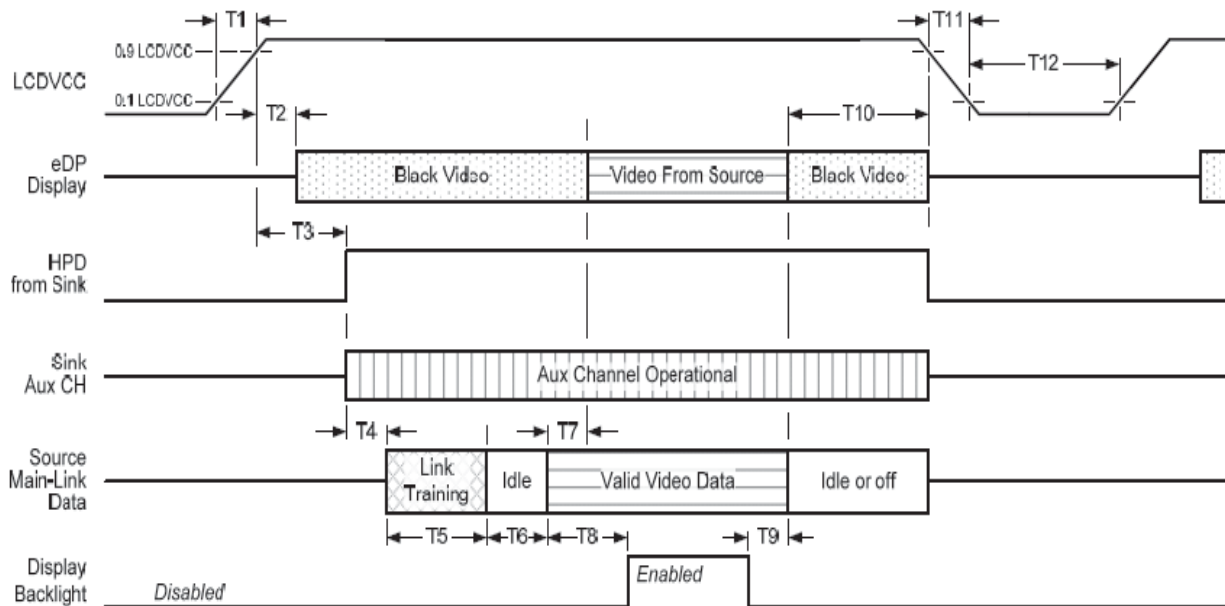 T1
T11
0.9 LCDVCC
T12
LCDVCC
0.1 LCDVCC
T2
T10
eDP
Display
Black Video
Video From Source
Black Video
T3
HPD
from Sink
Sink
Aux CH
Aux Channel Operational
T4
T7
Source
Main-Link
Data
Link
Training
Idle
Valid Video Data
Idle or off
T5
T6
T8
T9
Display
Backlight
Disabled
Enabled